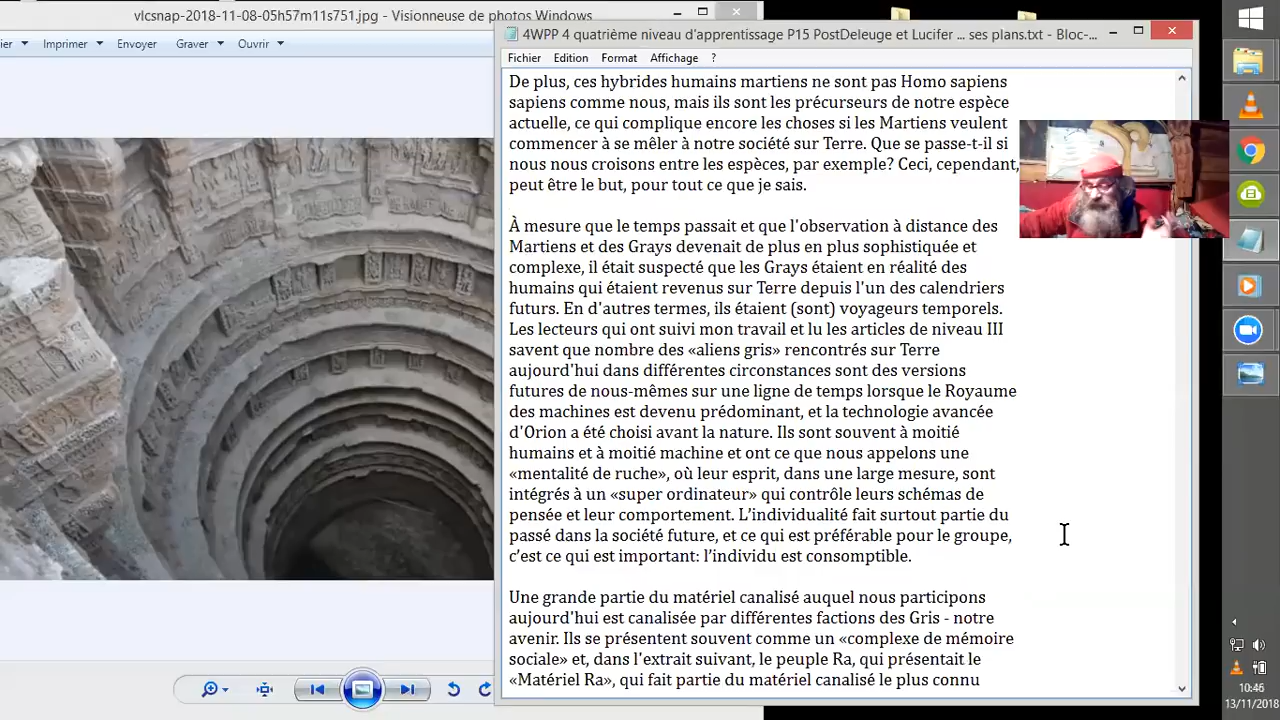 vlcsnap-2018-11-08-05h57m11s751.jpg - Visionneuse de photos Windows
4WPP 4 quatrième niveau d'apprentissage P15 PostDeleuge et Lucifer ... ses plans.txt - Bloc-...
ier Imprimer Envoyer Graver Ouvrir
Fichier Edition Format Affichage ?
De plus, ces hybrides humains martiens ne sont pas Homo sapiens
sapiens comme nous, mais ils sont les précurseurs de notre espèce
actuelle, ce qui complique encore les choses si les Martiens veulent
commencer à se mêler à notre société sur Terre. Que se passe-t-il si
nous nous croisons entre les espèces, par exemple? Ceci, cependant,
peut être le but, pour tout ce que je sais.
À mesure que le temps passait et que l'observation à distance des
Martiens et des Grays devenait de plus en plus sophistiquée et
complexe, il était suspecté que les Grays étaient en réalité des
humains qui étaient revenus sur Terre depuis l'un des calendriers
futurs. En d'autres termes, ils étaient (sont) voyageurs temporels.
Les lecteurs qui ont suivi mon travail et lu les articles de niveau III
savent que nombre des «aliens gris» rencontrés sur Terre
aujourd'hui dans différentes circonstances sont des versions
futures de nous-mêmes sur une ligne de temps lorsque le Royaume
des machines est devenu prédominant, et la technologie avancée
d'Orion a été choisi avant la nature. Ils sont souvent à moitié
humains et à moitié machine et ont ce que nous appelons une
«mentalité de ruche», où leur esprit, dans une large mesure, sont
intégrés à un «super ordinateur» qui contrôle leurs schémas de
pensée et leur comportement. L’individualité fait surtout partie du
passé dans la société future, et ce qui est préférable pour le groupe,
c’est ce qui est important: l’individu est consomptible.
Une grande partie du matériel canalisé auquel nous participons
aujourd'hui est canalisée par différentes factions des Gris - notre
avenir. Ils se présentent souvent comme un «complexe de mémoire
sociale» et, dans l'extrait suivant, le peuple Ra, qui présentait le
«Matériel Ra», qui fait partie du matériel canalisé le plus connu
10:46
13/11/2018